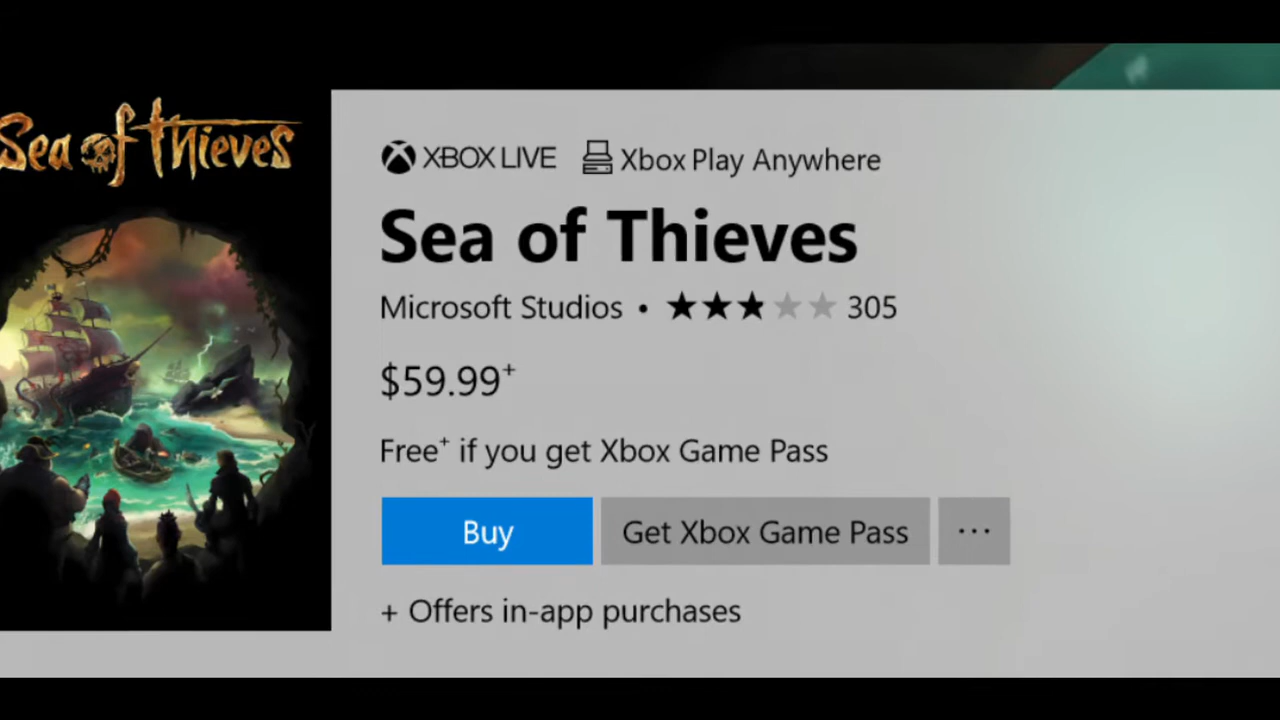 Sea of Thieves
XBOX LIVE Xbox Play Anywhere
Sea of Thieves
Microsoft Studios • ★★★★★ 305
$59.99+
Free+ if you get Xbox Game Pass
Buy Get Xbox Game Pass ...
+ Offers in-app purchases